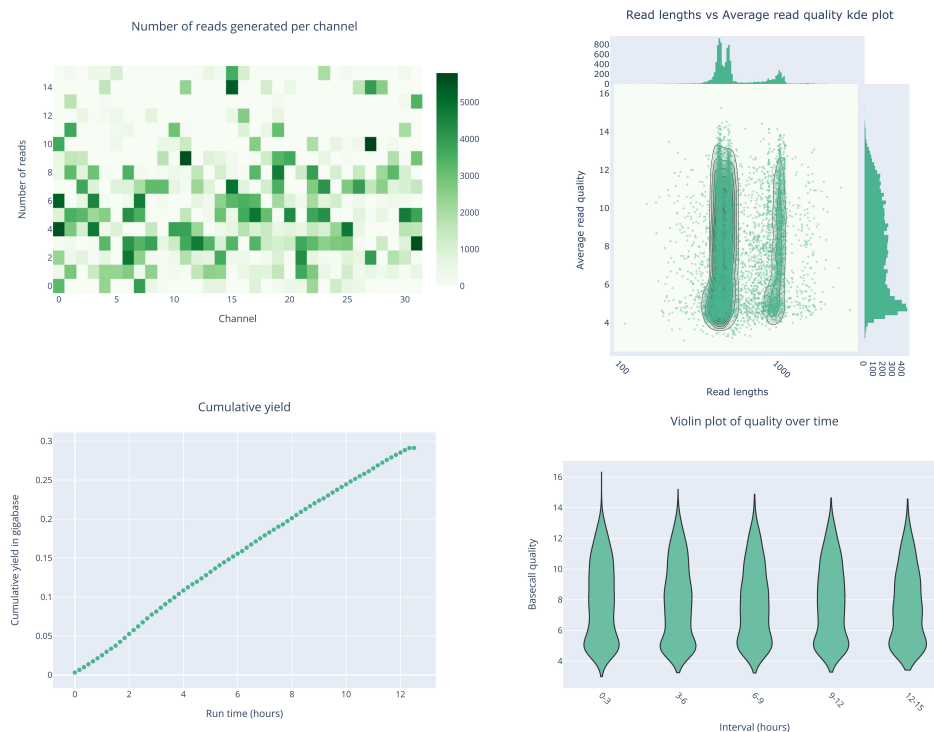 Number of reads generated per channel
14
12
10
8
6
4
2
0
Number of reads
0 5 10 15 20 25 30
Channel
5000
4000
3000
2000
1000
0
Read lengths vs Average read quality kde plot
800
600
400
200
0
16
14
12
10
8
6
4
Average read quality
100 1000
Read lengths
0 100 200 300 400
Cumulative yield
0.3
0.25
0.2
0.15
0.1
0.05
0
Cumulative yield in gigabase
0 2 4 6 8 10 12
Run time (hours)
Violin plot of quality over time
16
14
12
10
8
6
4
Basecall quality
0-3 3-6 6-9 9-12 12-15
Interval (hours)